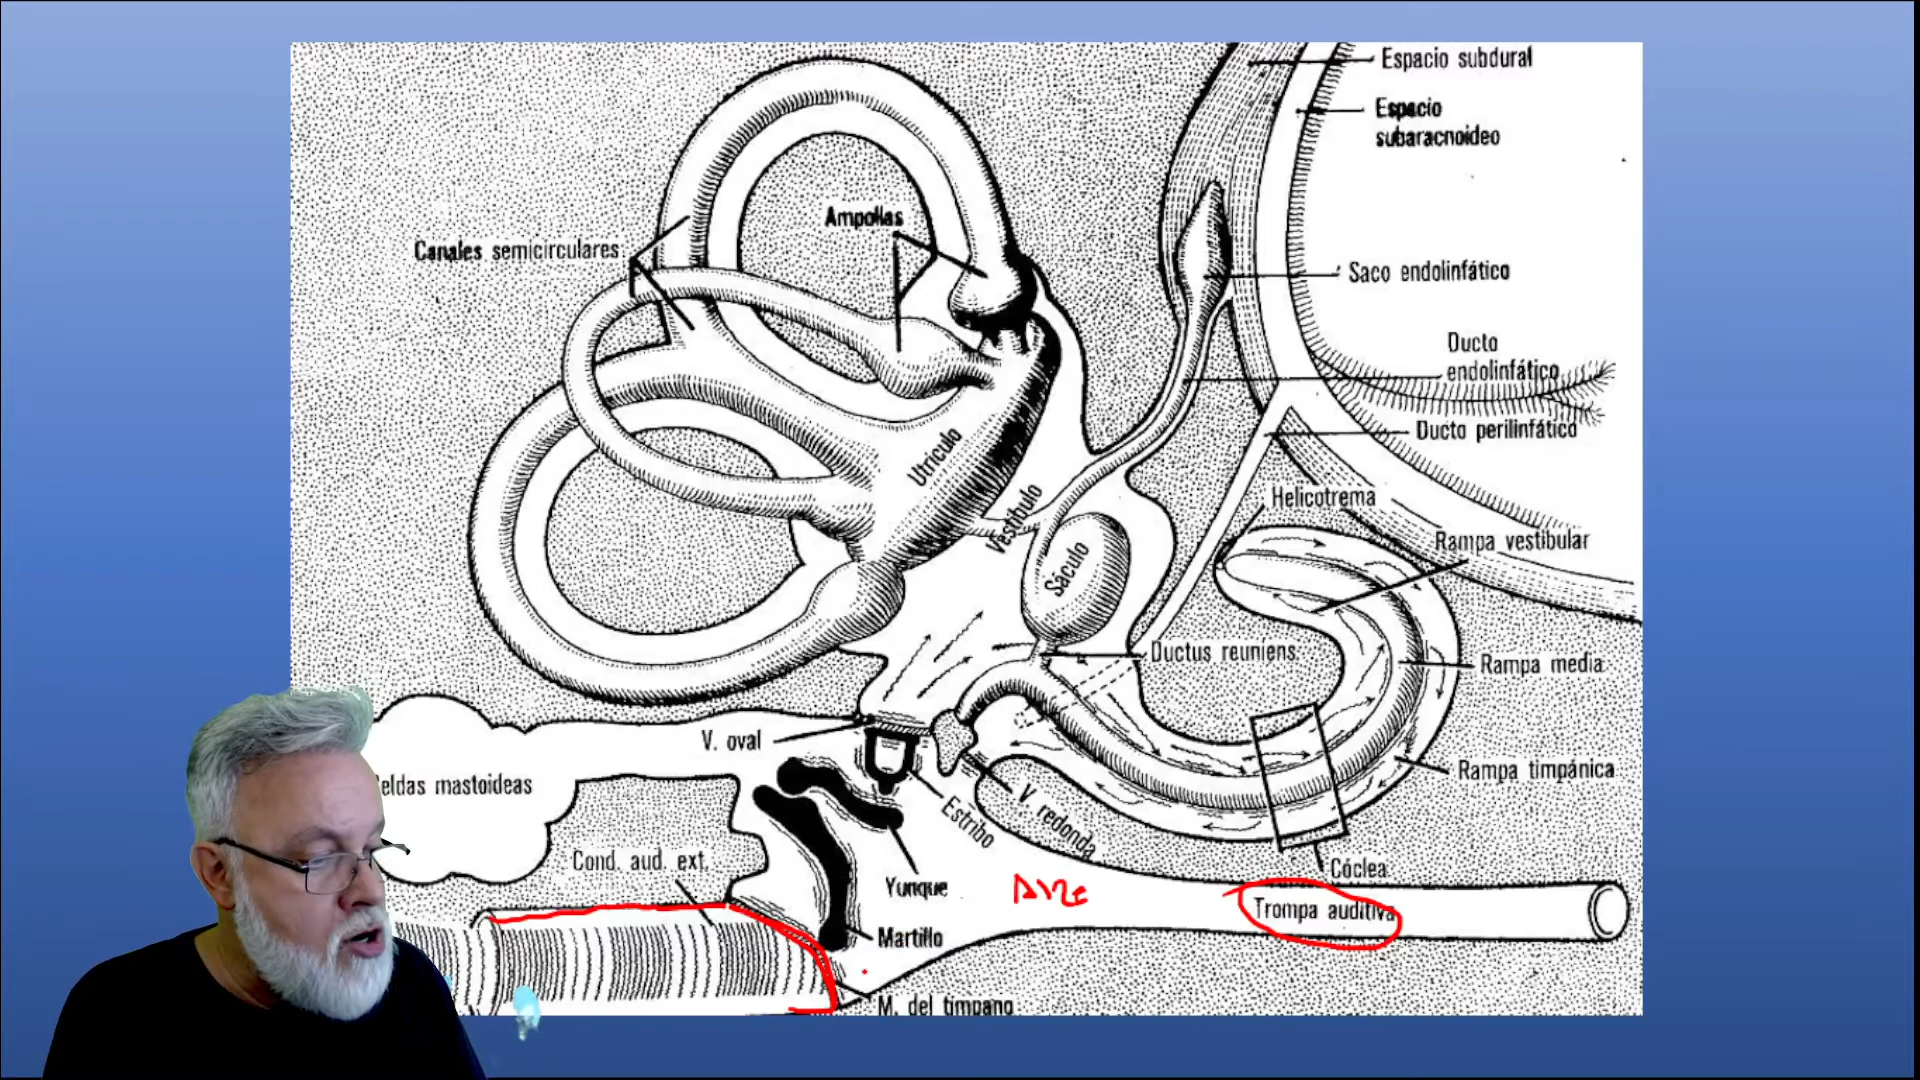 Espacio subdural
Espacio
subaracnoideo
Ampollas
Canales semicirculares
Saco endolinfático
Ducto
endolinfático
Ducto perilinfático
Utrículo
Vestíbulo
Helicotrema
Rampa vestibular
Sáculo
Ductus reuniens
Rampa media
V. oval
Rampa timpánica
eldas mastoideas
Estribo
V. redonda
Cond. aud. ext.
Cóclea
Yunque
Aire
Trompa auditiva
Martillo
M. del tímpano